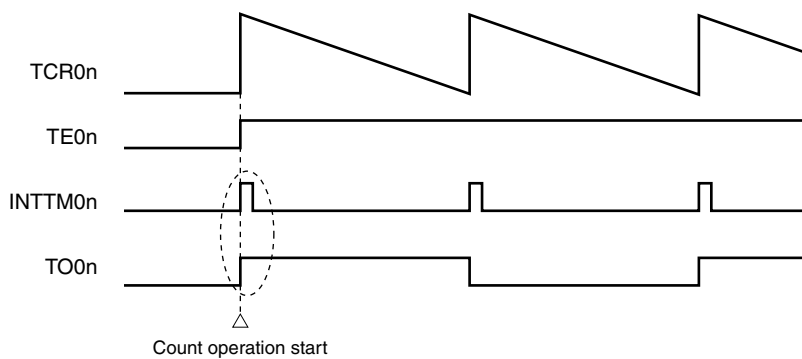 TCR0n
TE0n
INTTM0n
TO0n
Count operation start